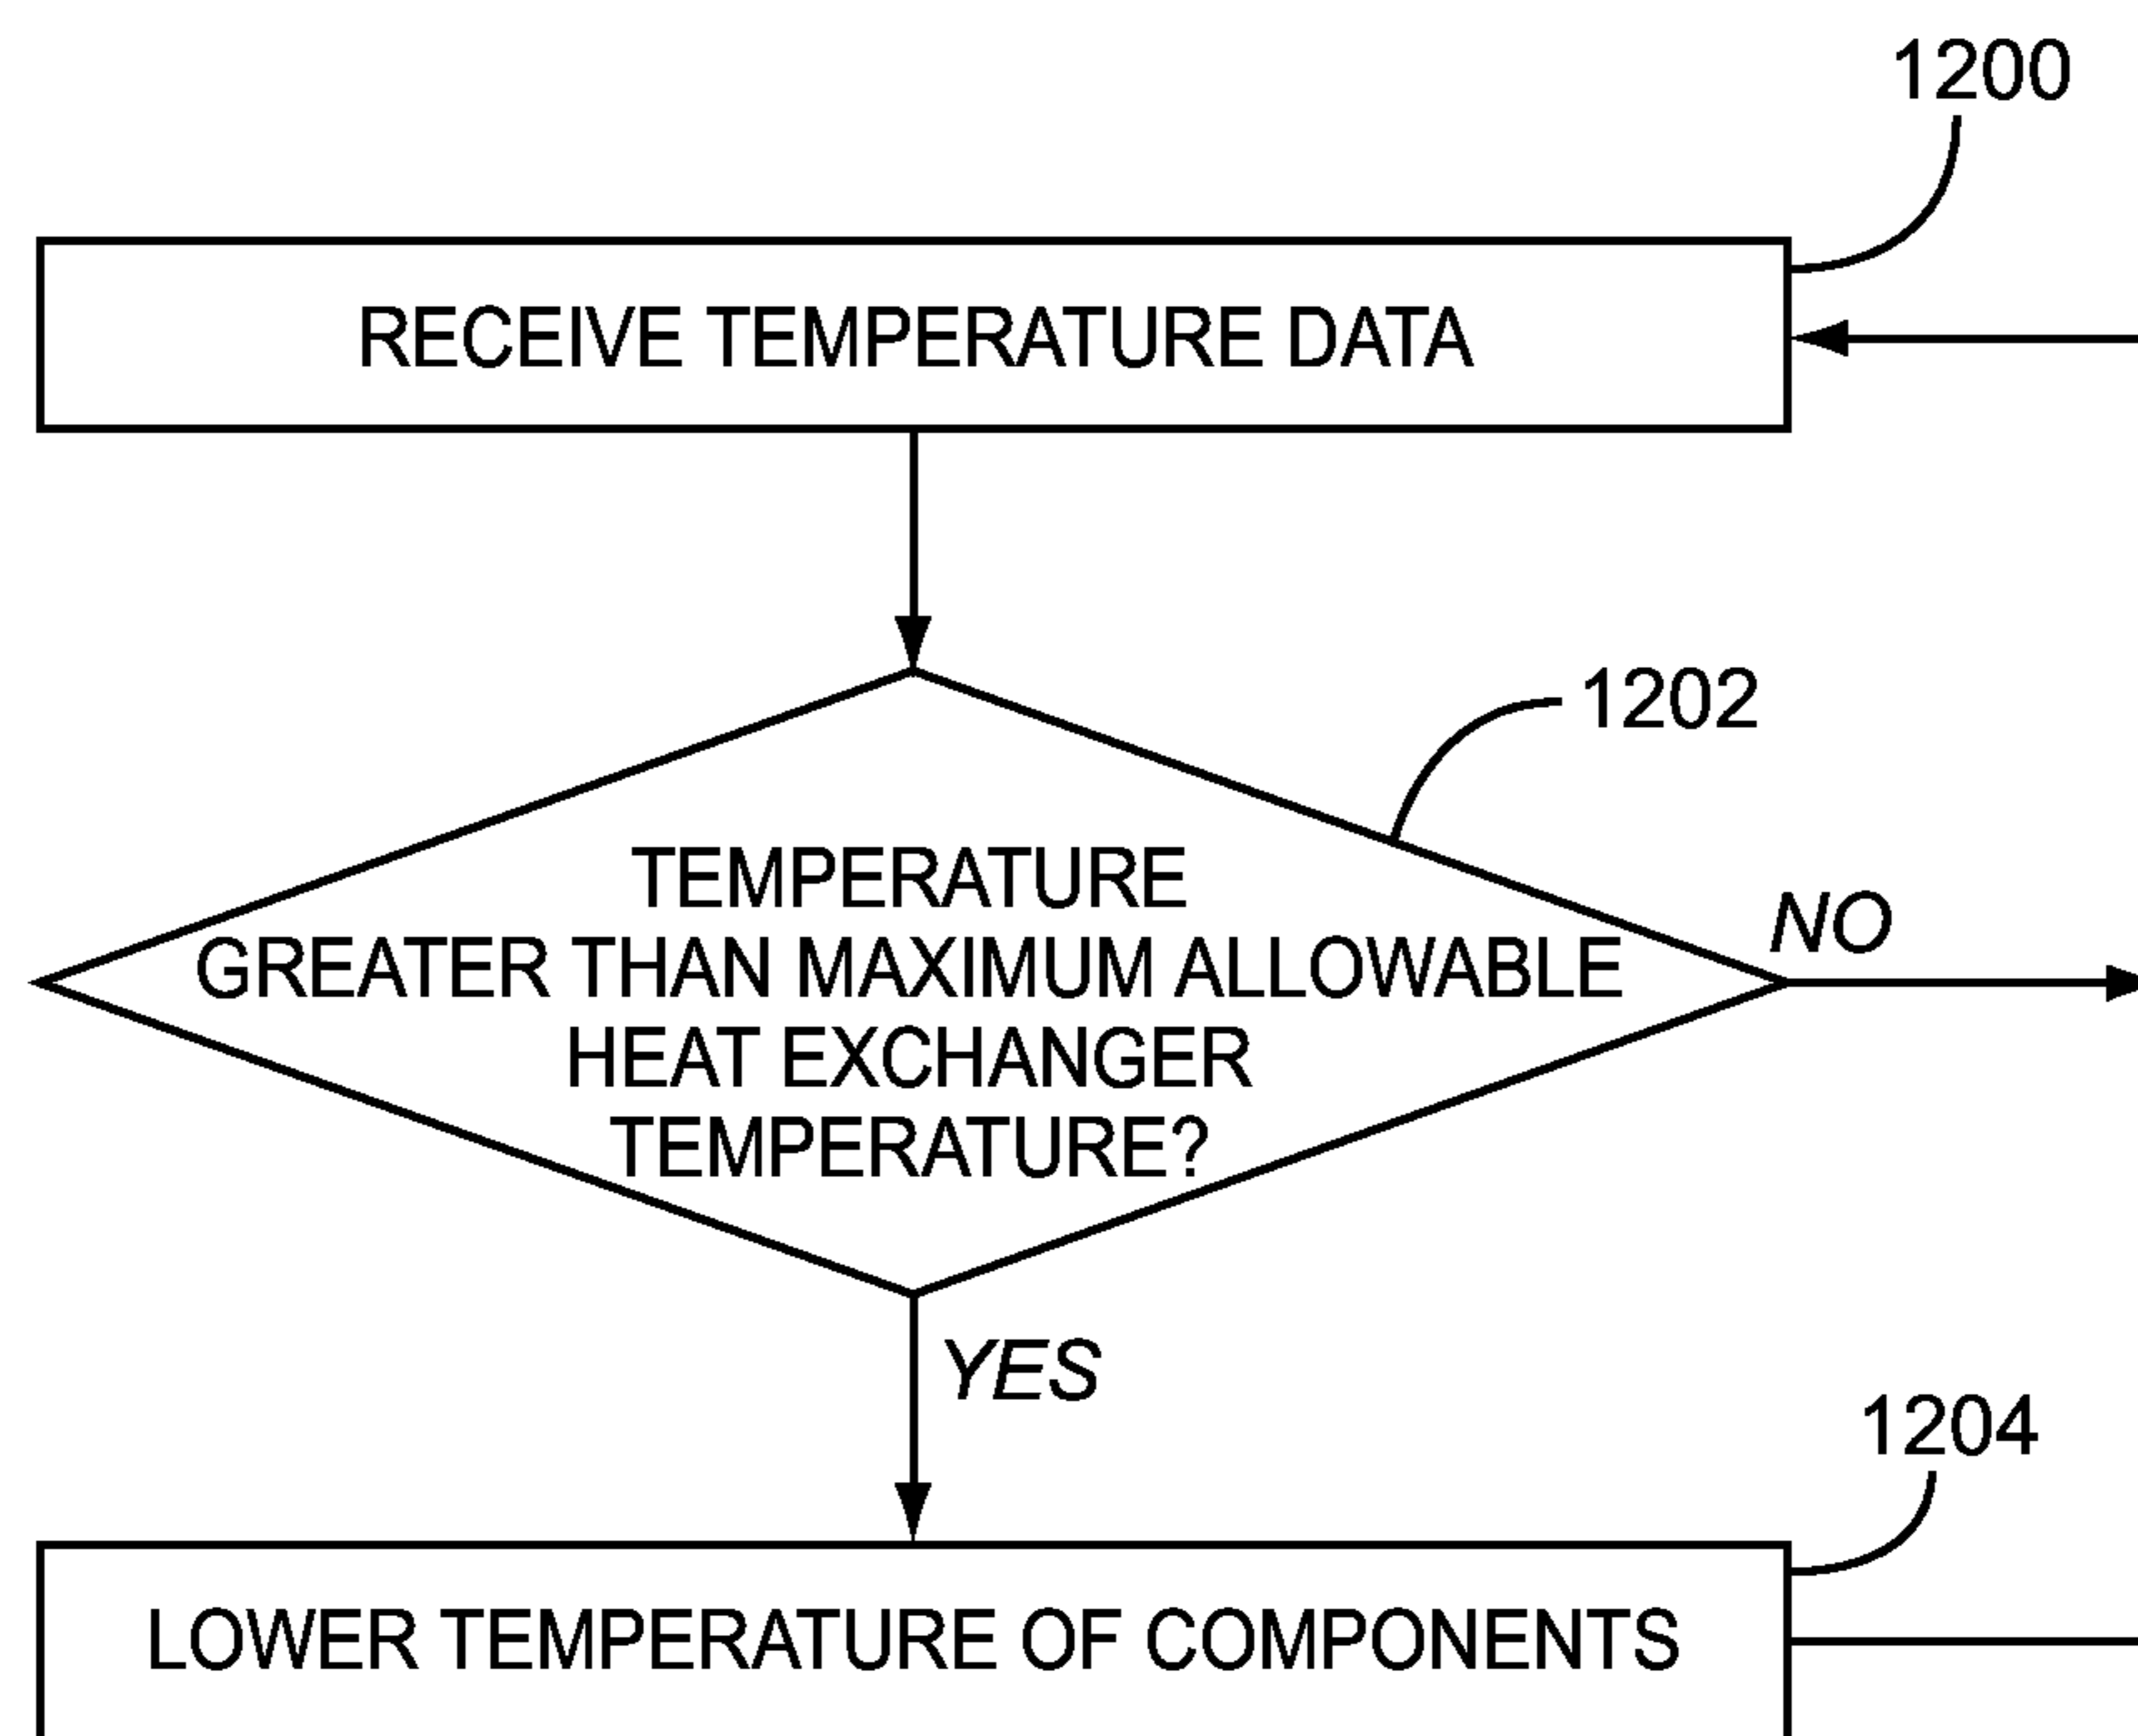 1200
RECEIVE TEMPERATURE DATA
1202
TEMPERATURE
GREATER THAN MAXIMUM ALLOWABLE
HEAT EXCHANGER
TEMPERATURE?
NO
YES
1204
LOWER TEMPERATURE OF COMPONENTS